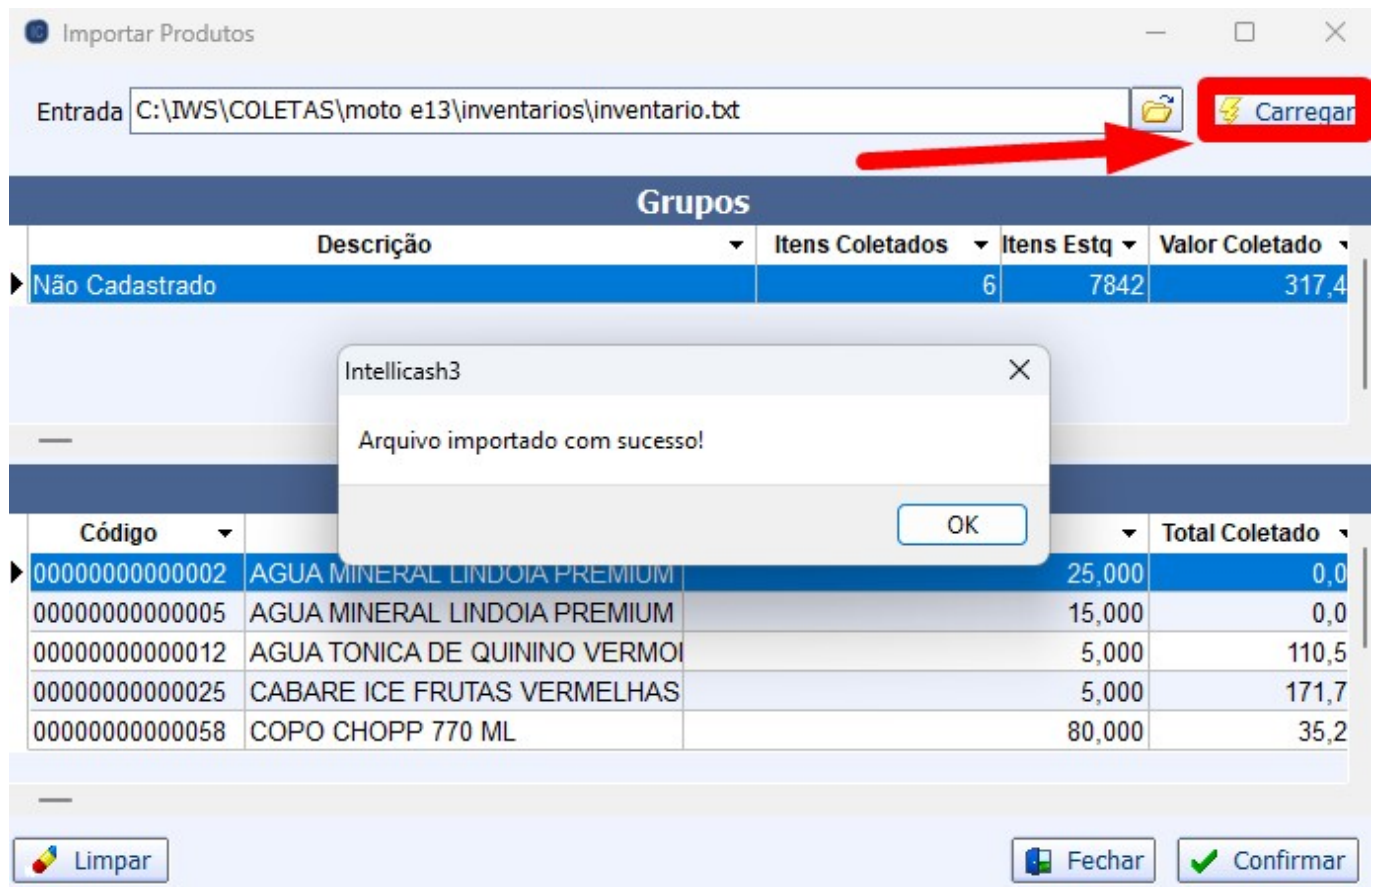 Importar Produtos
Entrada C:\IWS\COLETAS\moto e13\inventarios\inventario.txt Carregar
Grupos
Descrição Itens Coletados Itens Estq Valor Coletado
Não Cadastrado 6 7842 317,4
Intellicash3
Arquivo importado com sucesso!
OK
Código Total Coletado
00000000000002 AGUA MINERAL LINDOIA PREMIUM 25,000 0,0
00000000000005 AGUA MINERAL LINDOIA PREMIUM 15,000 0,0
00000000000012 AGUA TONICA DE QUININO VERMO 5,000 110,5
00000000000025 CABARE ICE FRUTAS VERMELHAS 5,000 171,7
00000000000058 COPO CHOPP 770 ML 80,000 35,2
Limpar Fechar Confirmar